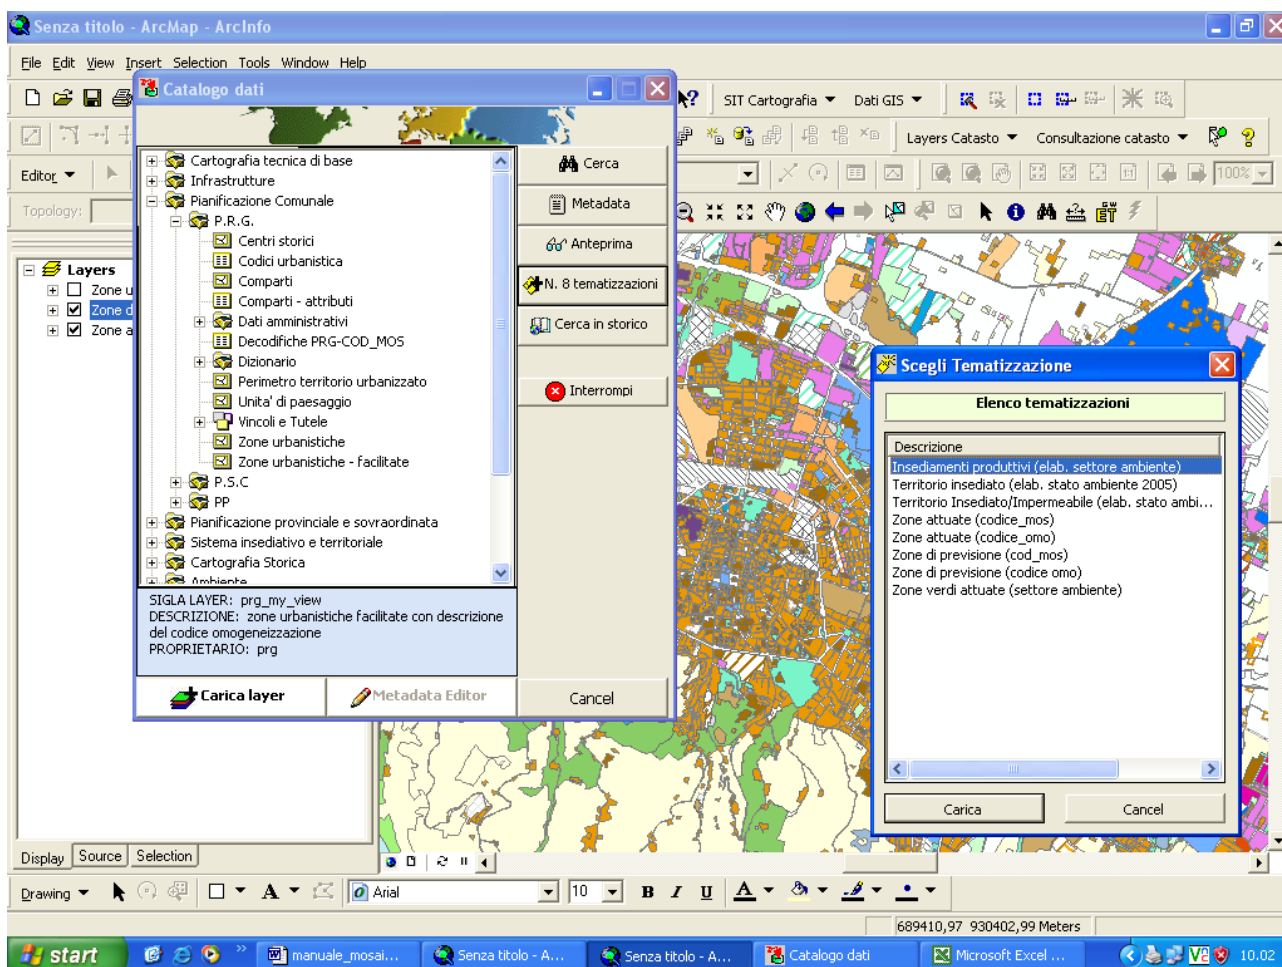 Senza titolo - ArcMap - ArcInfo
File Edit View Insert Selection Tools Window Help
Catalogo dati
SIT Cartografia Dati GIS
Layers Catasto Consultazione catasto
Editor
100%
1:1
Topology:
Layers
Zone u
Zone d
Zone a
Cartografia tecnica di base
Infrastrutture
Pianificazione Comunale
P.R.G.
Centri storici
Codici urbanistica
Comparti
Comparti - attributi
Dati amministrativi
Decodifiche PRG-COD_MOS
Dizionario
Perimetro territorio urbanizzato
Unita' di paesaggio
Vincoli e Tutele
Zone urbanistiche
Zone urbanistiche - facilitate
P.S.C
PP
Pianificazione provinciale e sovraordinata
Sistema insediativo e territoriale
Cartografia Storica
Ambiente
Cerca
Metadata
Anteprima
N. 8 tematizzazioni
Cerca in storico
Interrompi
SIGLA LAYER: prg_my_view
DESCRIZIONE: zone urbanistiche facilitate con descrizione
del codice omogeneizzazione
PROPRIETARIO: prg
Carica layer Metadata Editor Cancel
Scegli Tematizzazione
Elenco tematizzazioni
Descrizione
Insediamenti produttivi (elab. settore ambiente)
Territorio insediato (elab. stato ambiente 2005)
Territorio Insediato/Impermeabile (elab. stato ambi...
Zone attuate (codice_mos)
Zone attuate (codice_omo)
Zone di previsione (cod_mos)
Zone di previsione (codice omo)
Zone verdi attuate (settore ambiente)
Carica Cancel
Display Source Selection
Drawing A Arial 10 B I U A
689410,97 930402,99 Meters
start manuale_mosai... Senza titolo - A... Senza titolo - A... Catalogo dati Microsoft Excel ... 10.02